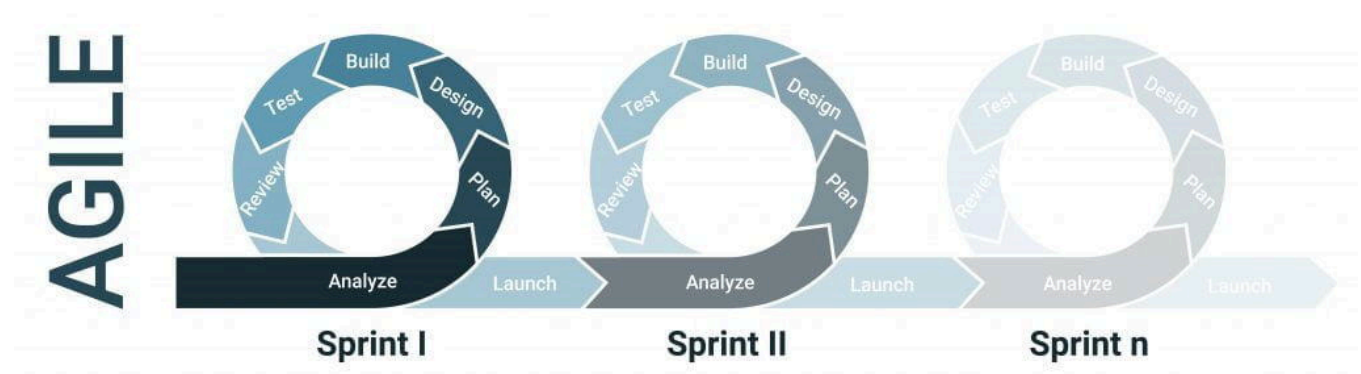 AGILE
Build
Test
Design
Review
Plan
Analyze
Launch
Sprint I
Build
Test
Design
Review
Plan
Analyze
Launch
Sprint II
Build
Test
Design
Review
Plan
Analyze
Launch
Sprint n